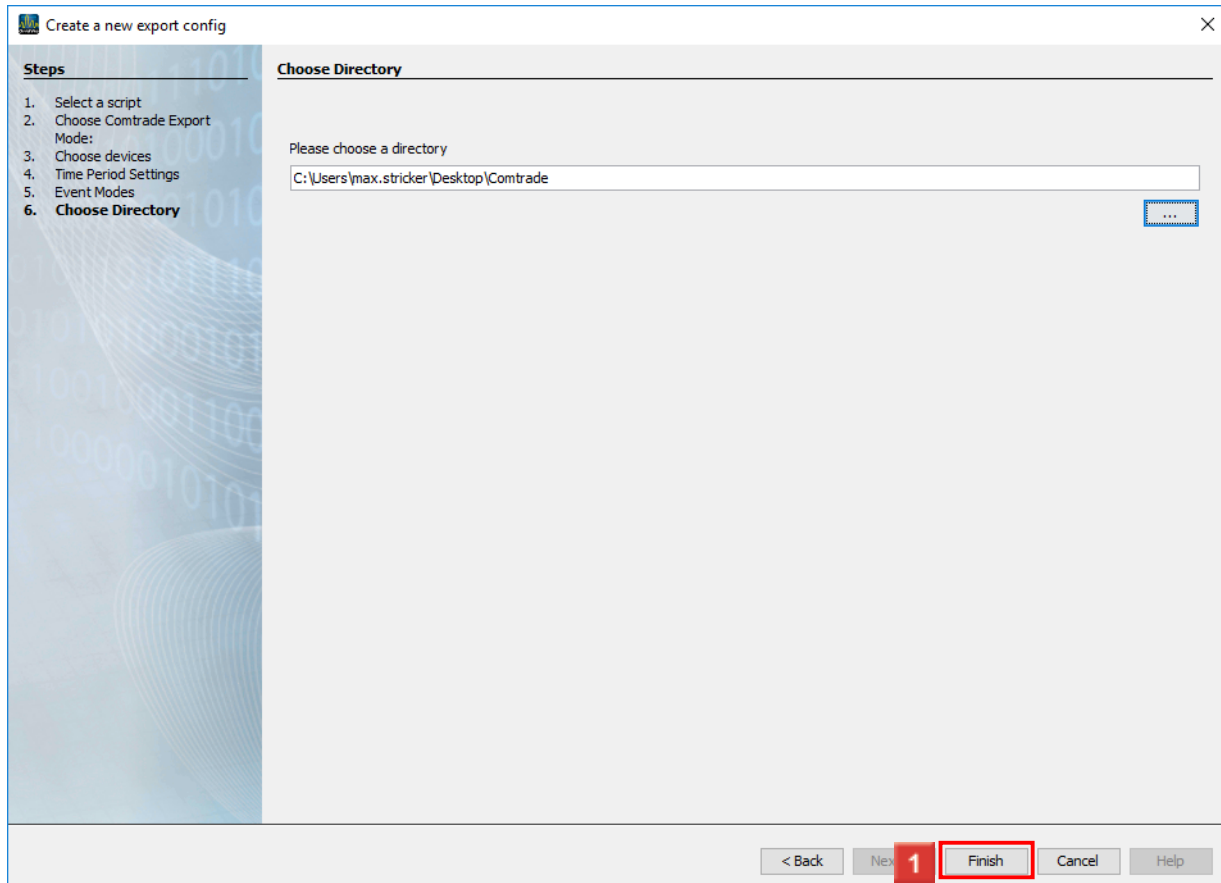 Create a new export config
Steps
1. Select a script
2. Choose Comtrade Export
Mode:
3. Choose devices
4. Time Period Settings
5. Event Modes
6. Choose Directory
Choose Directory
Please choose a directory
C:\Users\max.stricker\Desktop\Comtrade
...
< Back
1
Finish
Cancel
Help